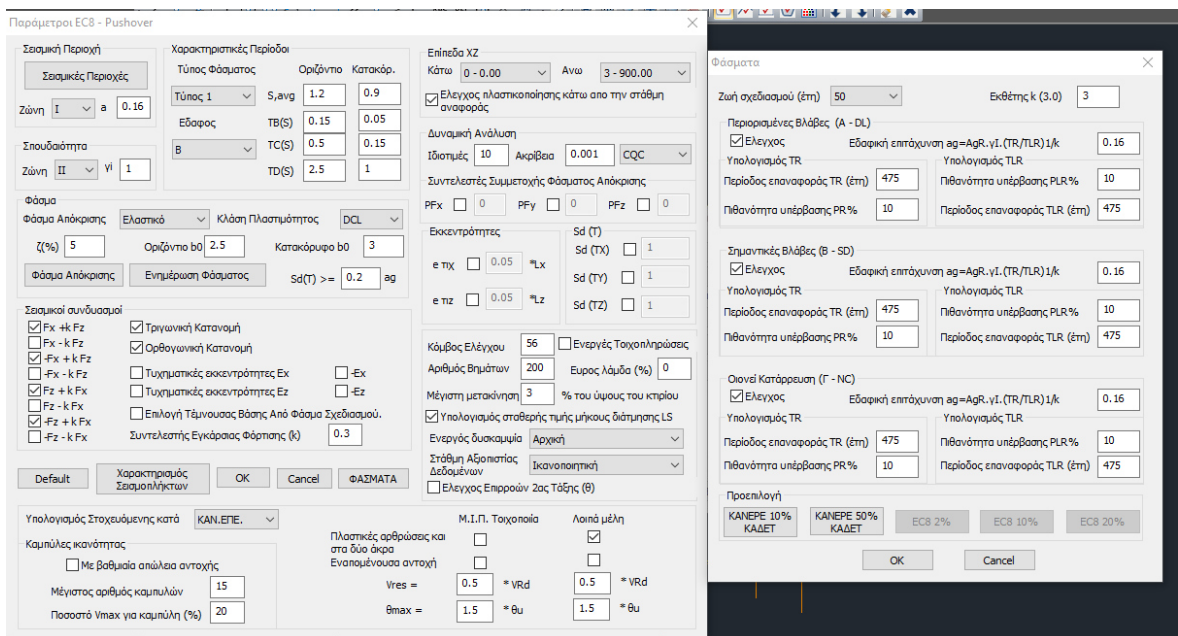 Παράμετροι EC8 - Pushover
Σεισμική Περιοχή
Σεισμικές Περιοχές
Ζώνη I a 0.16
Σπουδαιότητα
Ζώνη II γi 1
Χαρακτηριστικές Περίοδοι
Τύπος Φάσματος Οριζόντιο Κατακόρ.
Τύπος 1 S,avg 1.2 0.9
Εδαφος TB(S) 0.15 0.05
B TC(S) 0.5 0.15
TD(S) 2.5 1
Φάσμα
Φάσμα Απόκρισης Ελαστικό Κλάση Πλαστιμότητος DCL
ζ(%) 5 Οριζόντιο b0 2.5 Κατακόρυφο b0 3
Φάσμα Απόκρισης Ενημέρωση Φάσματος Sd(T) >= 0.2 ag
Σεισμικοί συνδυασμοί
Fx +k Fz
Fx - k Fz
-Fx + k Fz
-Fx - k Fz
Fz + k Fx
Fz - k Fx
-Fz + k Fx
-Fz - k Fx
Τριγωνική Κατανομή
Ορθογωνική Κατανομή
Τυχηματικές εκκεντρότητες Ex -Ex
Τυχηματικές εκκεντρότητες Ez -Ez
Επιλογή Τέμνουσας Βάσης Από Φάσμα Σχεδιασμού.
Συντελεστής Εγκάρσιας Φόρτισης (k) 0.3
Default Χαρακτηρισμός Σεισμοπλήκτων OK Cancel ΦΑΣΜΑΤΑ
Επίπεδα XZ
Κάτω 0 - 0.00 Ανω 3 - 900.00
Ελεγχος πλαστικοποίησης κάτω απο την στάθμη
αναφοράς
Δυναμική Ανάλυση
Ιδιοτιμές 10 Ακρίβεια 0.001 CQC
Συντελεστές Συμμετοχής Φάσματος Απόκρισης
PFx 0 PFy 0 PFz 0
Εκκεντρότητες
e τιχ 0.05 *Lx
e τιz 0.05 *Lz
Sd (T)
Sd (TX) 1
Sd (TY) 1
Sd (TZ) 1
Κόμβος Ελέγχου 56 Ενεργές Τοιχοπληρώσεις
Αριθμός Βημάτων 200 Ευρος λάμδα (%) 0
Μέγιστη μετακίνηση 3 % του ύψους του κτιρίου
Υπολογισμός σταθερής τιμής μήκους διάτμησης LS
Ενεργός δυσκαμψία Αρχική
Στάθμη Αξιοπιστίας
Δεδομένων Ικανοποιητική
Ελεγχος Επιρροών 2ας Τάξης (θ)
Υπολογισμός Στοχευόμενης κατά ΚΑΝ.ΕΠΕ.
Καμπύλες ικανότητας
Με βαθμιαία απώλεια αντοχής
Μέγιστος αριθμός καμπυλών 15
Ποσοστό Vmax για καμπύλη (%) 20
Μ.Ι.Π. Τοιχοποιία Λοιπά μέλη
Πλαστικές αρθρώσεις και
στα δύο άκρα
Εναπομένουσα αντοχή
Vres = 0.5 * VRd 0.5 * VRd
θmax = 1.5 * θu 1.5 * θu
Φάσματα
Ζωή σχεδιασμού (έτη) 50 Εκθέτης k (3.0) 3
Περιορισμένες Βλάβες (Α - DL)
Ελεγχος Εδαφική επιτάχυνση ag=AgR.γI.(TR/TLR)1/k 0.16
Υπολογισμός TR Υπολογισμός TLR
Περίοδος επαναφοράς TR (έτη) 475 Πιθανότητα υπέρβασης PLR% 10
Πιθανότητα υπέρβασης PR% 10 Περίοδος επαναφοράς TLR (έτη) 475
Σημαντικές Βλάβες (Β - SD)
Ελεγχος Εδαφική επιτάχυνση ag=AgR.γI.(TR/TLR)1/k 0.16
Υπολογισμός TR Υπολογισμός TLR
Περίοδος επαναφοράς TR (έτη) 475 Πιθανότητα υπέρβασης PLR% 10
Πιθανότητα υπέρβασης PR% 10 Περίοδος επαναφοράς TLR (έτη) 475
Οιονεί Κατάρρευση (Γ - NC)
Ελεγχος Εδαφική επιτάχυνση ag=AgR.γI.(TR/TLR)1/k 0.16
Υπολογισμός TR Υπολογισμός TLR
Περίοδος επαναφοράς TR (έτη) 475 Πιθανότητα υπέρβασης PLR% 10
Πιθανότητα υπέρβασης PR% 10 Περίοδος επαναφοράς TLR (έτη) 475
Προεπιλογή
ΚΑΝΕΡΕ 10% ΚΑΔΕΤ ΚΑΝΕΡΕ 50% ΚΑΔΕΤ EC8 2% EC8 10% EC8 20%
OK Cancel